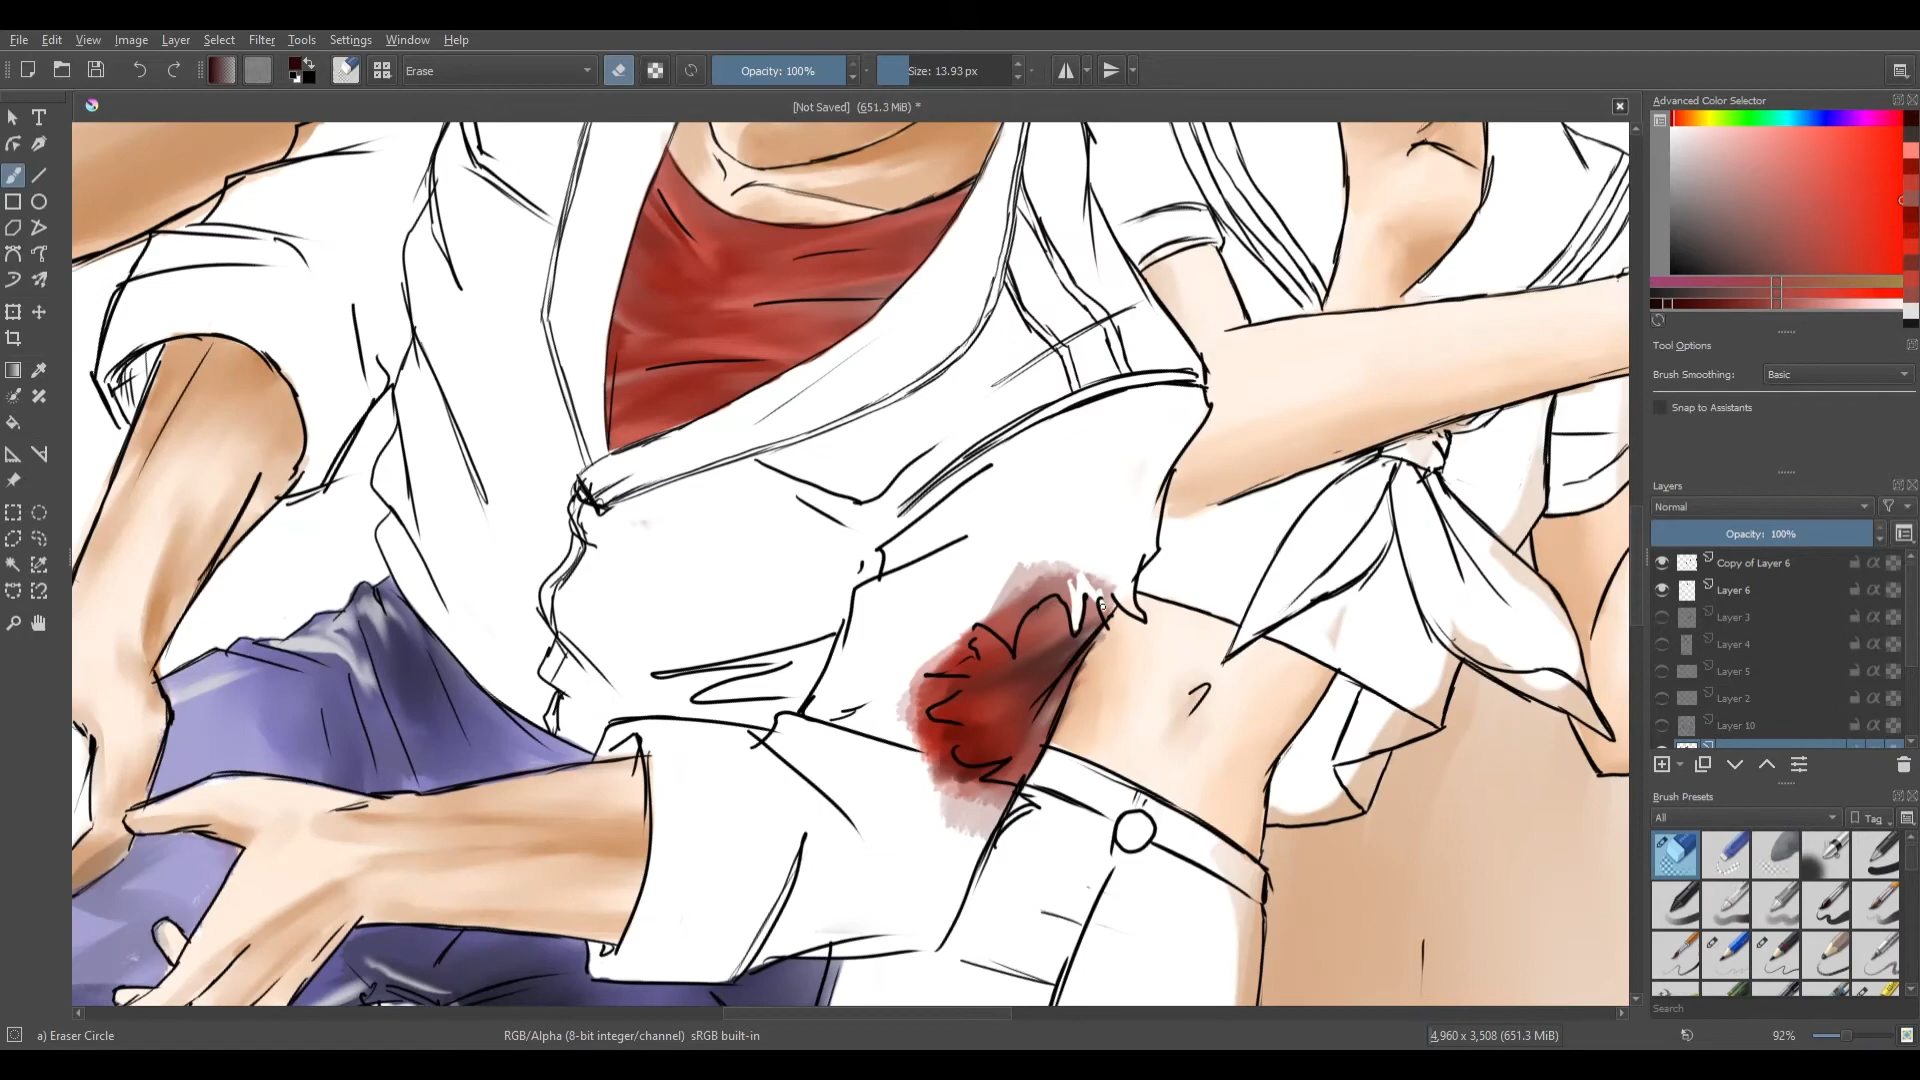 File Edit View Image Layer Select Filter Tools Settings Window Help
Erase Opacity: 100% Size: 13.93 px
[Not Saved] (651.3 MiB) *
Advanced Color Selector
Tool Options
Brush Smoothing: Basic
Snap to Assistants
Layers
Normal
Opacity: 100%
Copy of Layer 6
Layer 6
Layer 3
Layer 4
Layer 5
Layer 2
Layer 10
Brush Presets
All Tag
Search
a) Eraser Circle RGB/Alpha (8-bit integer/channel) sRGB built-in 4,960 x 3,508 (651.3 MiB) 92%